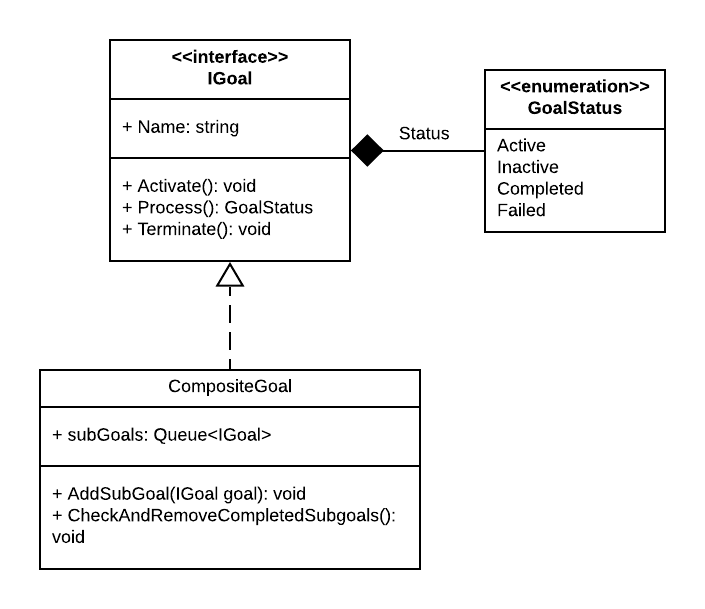 <<interface>>
IGoal
+ Name: string
+ Activate(): void
+ Process(): GoalStatus
+ Terminate(): void
Status
<<enumeration>>
GoalStatus
Active
Inactive
Completed
Failed
CompositeGoal
+ subGoals: Queue<IGoal>
+ AddSubGoal(IGoal goal): void
+ CheckAndRemoveCompletedSubgoals():
void